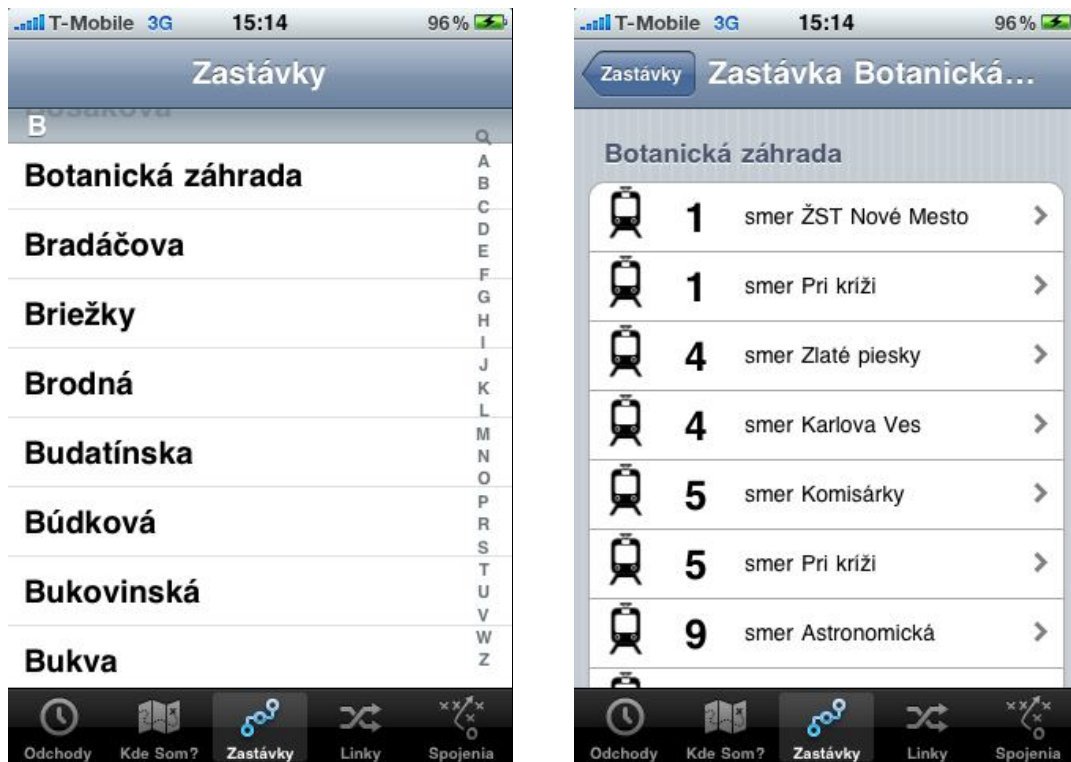 T-Mobile 3G 15:14 96 %
Zastávky
Bosákova
B
Botanická záhrada
Bradáčova
Briežky
Brodná
Budatínska
Búdková
Bukovinská
Bukva
A
B
C
D
E
F
G
H
I
J
K
L
M
N
O
P
R
S
T
U
V
W
Z
Odchody Kde Som? Zastávky Linky Spojenia
T-Mobile 3G 15:14 96 %
Zastávky Zastávka Botanická...
Botanická záhrada
1 smer ŽST Nové Mesto
1 smer Pri kríži
4 smer Zlaté piesky
4 smer Karlova Ves
5 smer Komisárky
5 smer Pri kríži
9 smer Astronomická
Odchody Kde Som? Zastávky Linky Spojenia